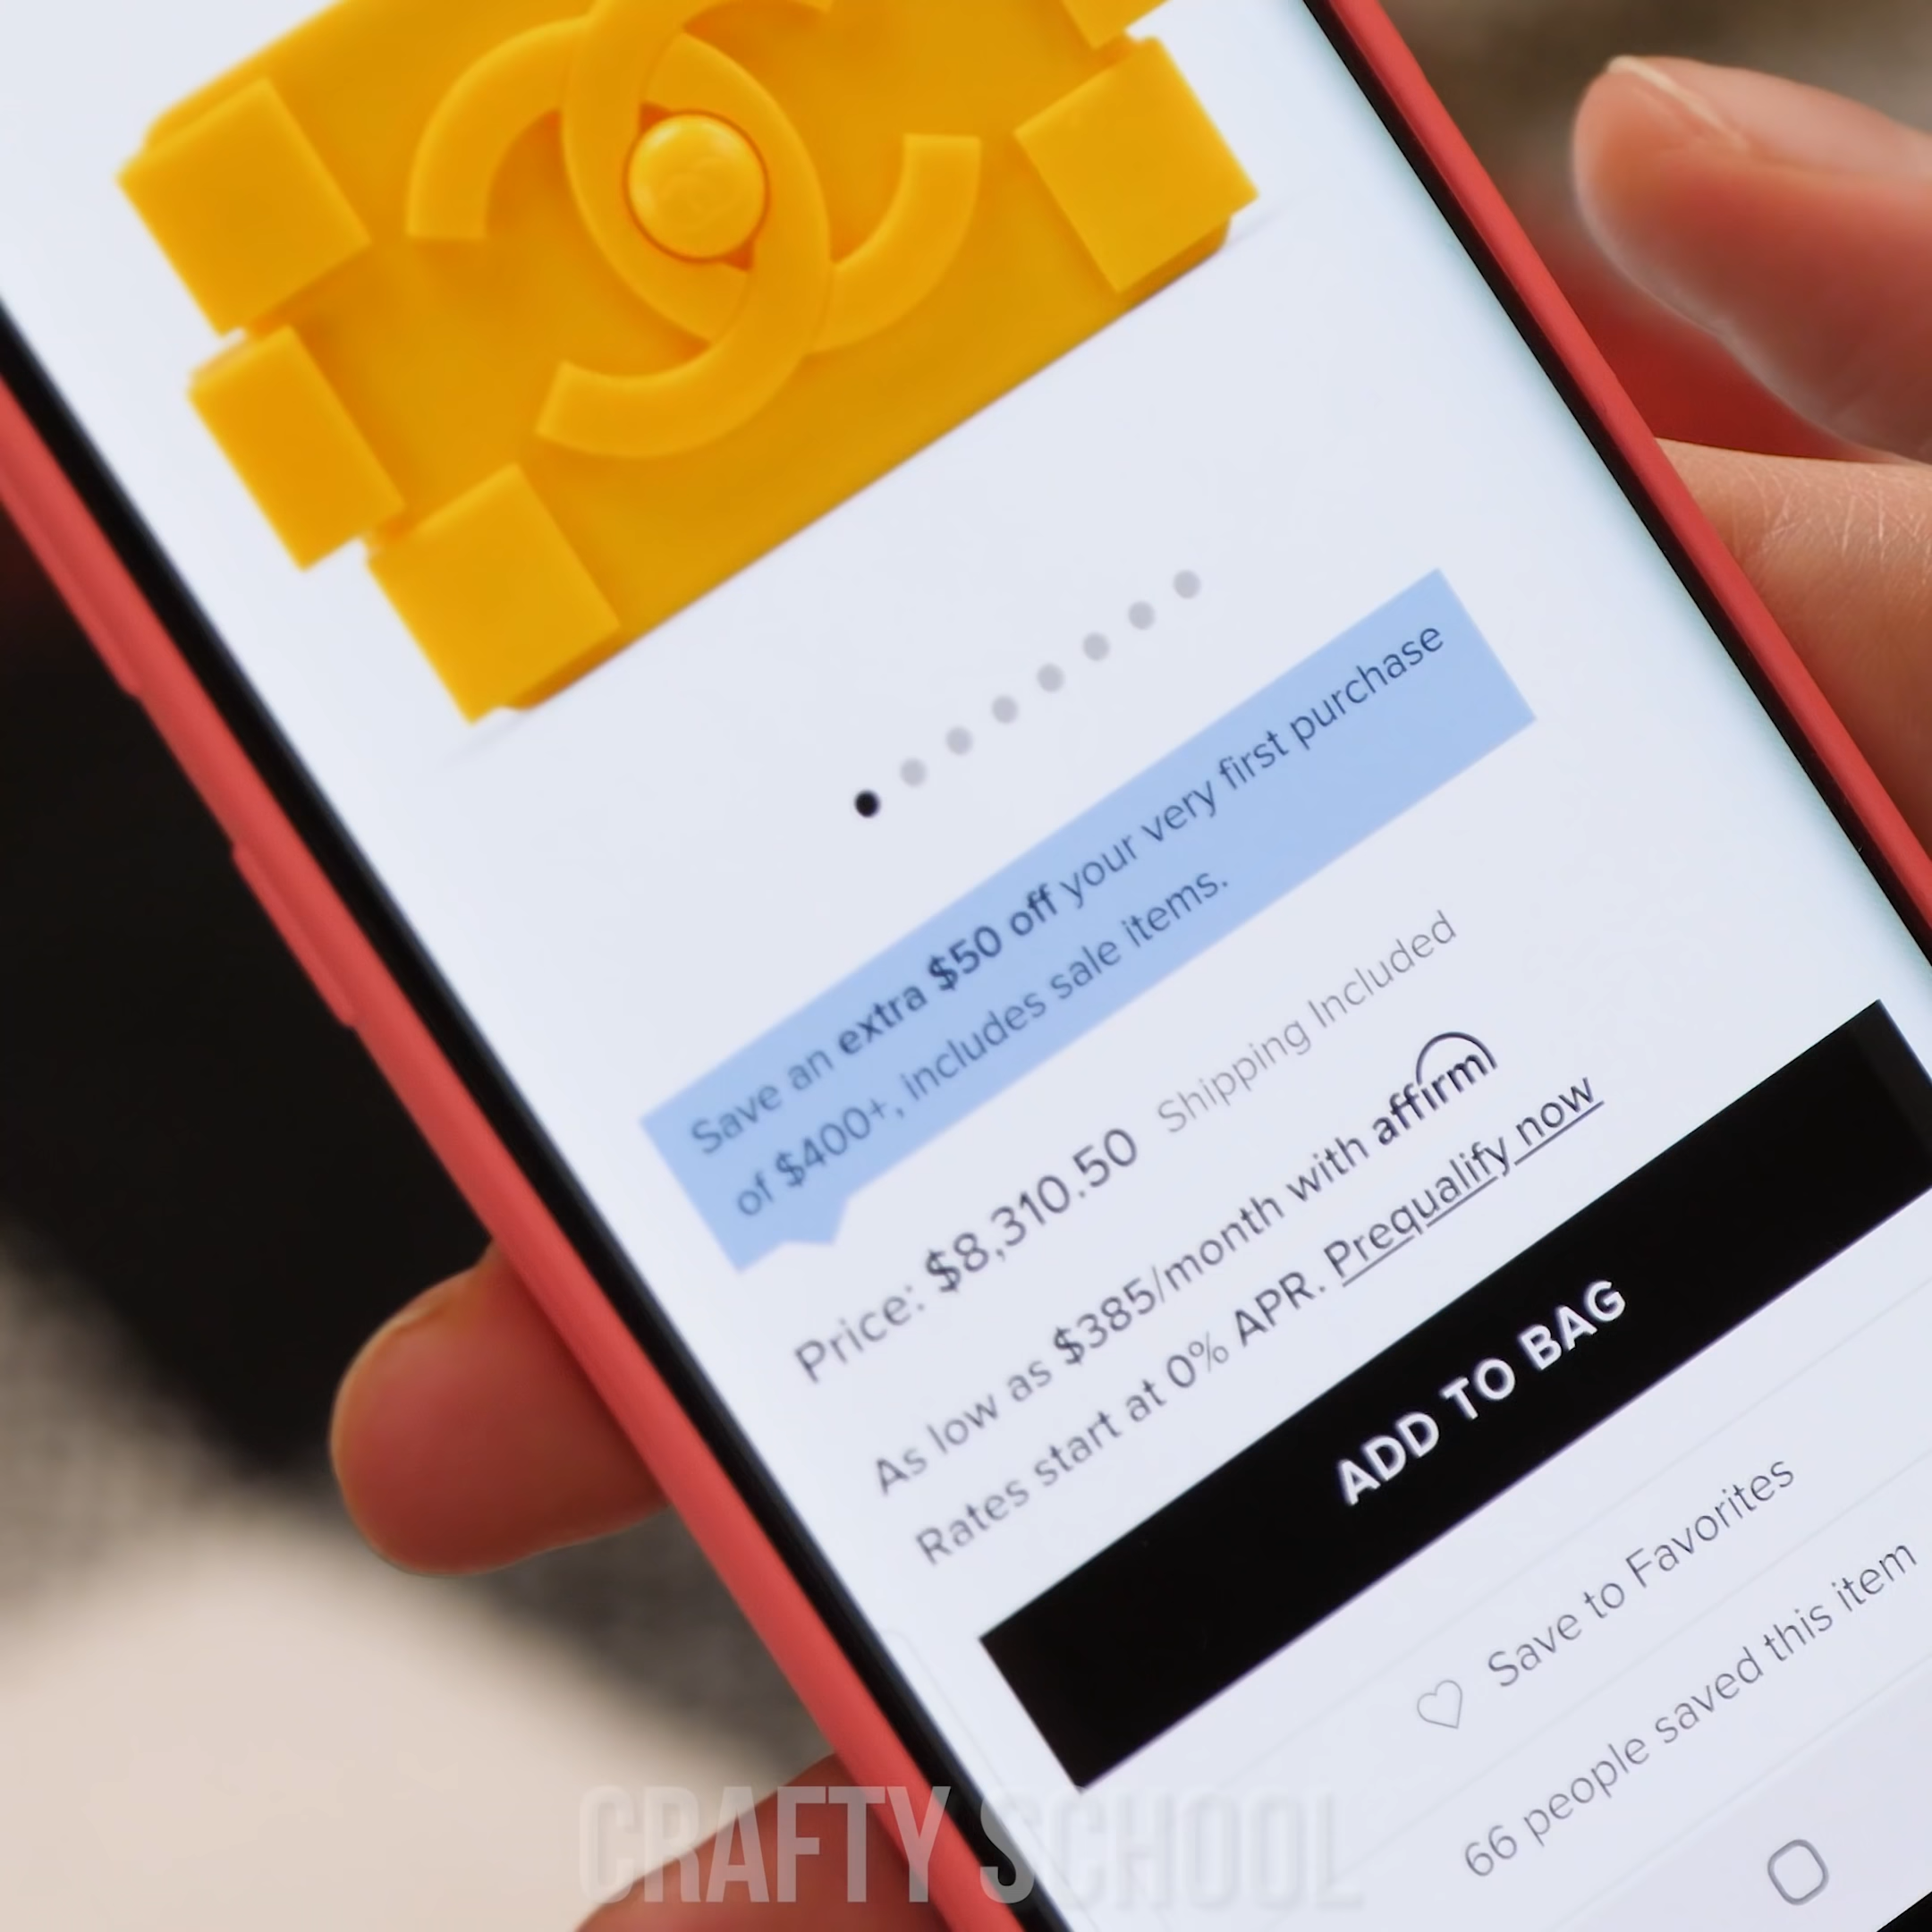 Save an extra $50 off your very first purchase
of $400+, includes sale items.
Price: $8,310.50 Shipping Included
As low as $385/month with affirm
Rates start at 0% APR. Prequalify now
ADD TO BAG
Save to Favorites
66 people saved this item
CRAFTY SCHOOL